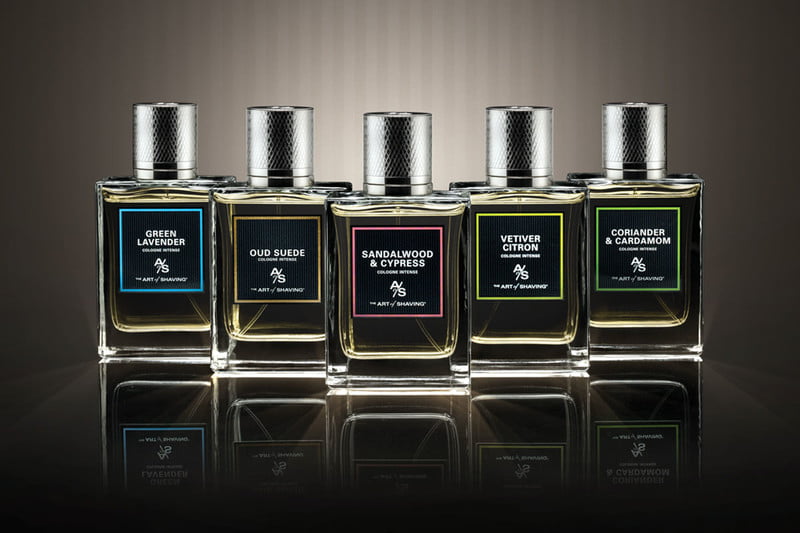 GREEN
LAVENDER
COLOGNE INTENSE
A/S
THE ART of SHAVING®
OUD SUEDE
COLOGNE INTENSE
A/S
THE ART of SHAVING®
SANDALWOOD
& CYPRESS
COLOGNE INTENSE
A/S
THE ART of SHAVING®
VETIVER
CITRON
COLOGNE INTENSE
A/S
THE ART of SHAVING®
CORIANDER
& CARDAMOM
COLOGNE INTENSE
A/S
THE ART of SHAVING®